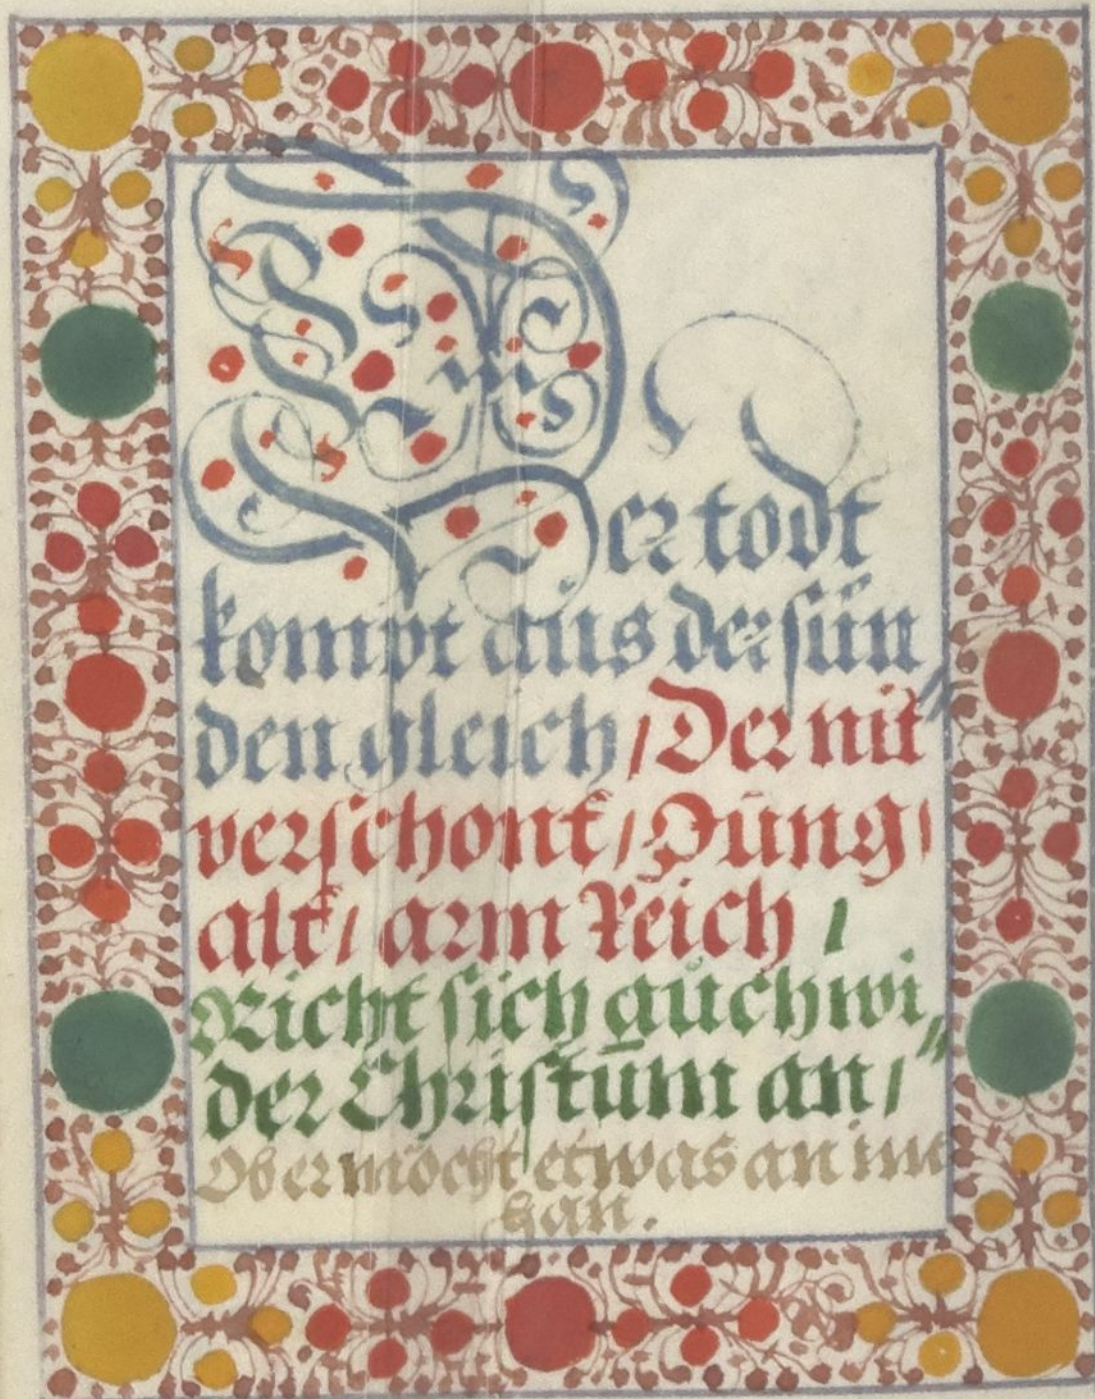 Der todt
kompt aus der sün„
den gleich / Der nit
verschont / Jung /
alt / arm Reich /
Richt sich auch wi„
der Christum an /
Ob er möcht etwas an im
han.